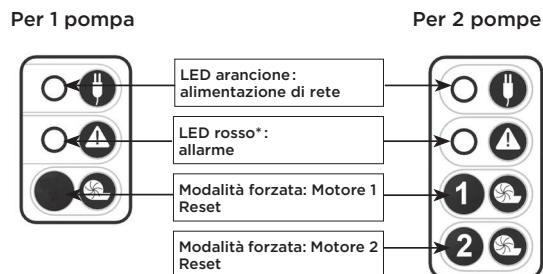 Per 1 pompa
Per 2 pompe
LED arancione:
alimentazione di rete
LED rosso*:
allarme
Modalità forzata: Motore 1
Reset
Modalità forzata: Motore 2
Reset
1
2